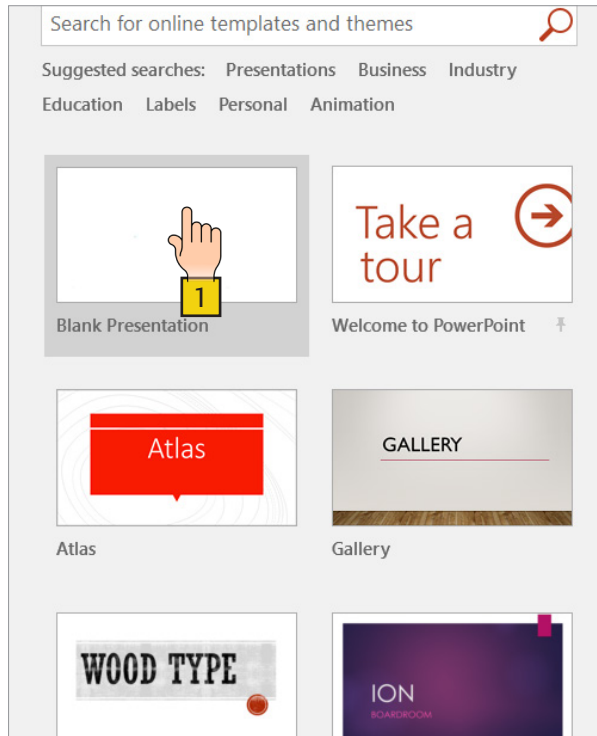 Search for online templates and themes
Suggested searches: Presentations Business Industry
Education Labels Personal Animation
Take a
tour
1
Blank Presentation
Welcome to PowerPoint
Atlas
GALLERY
Atlas
Gallery
WOOD TYPE
ION
BOARDROOM